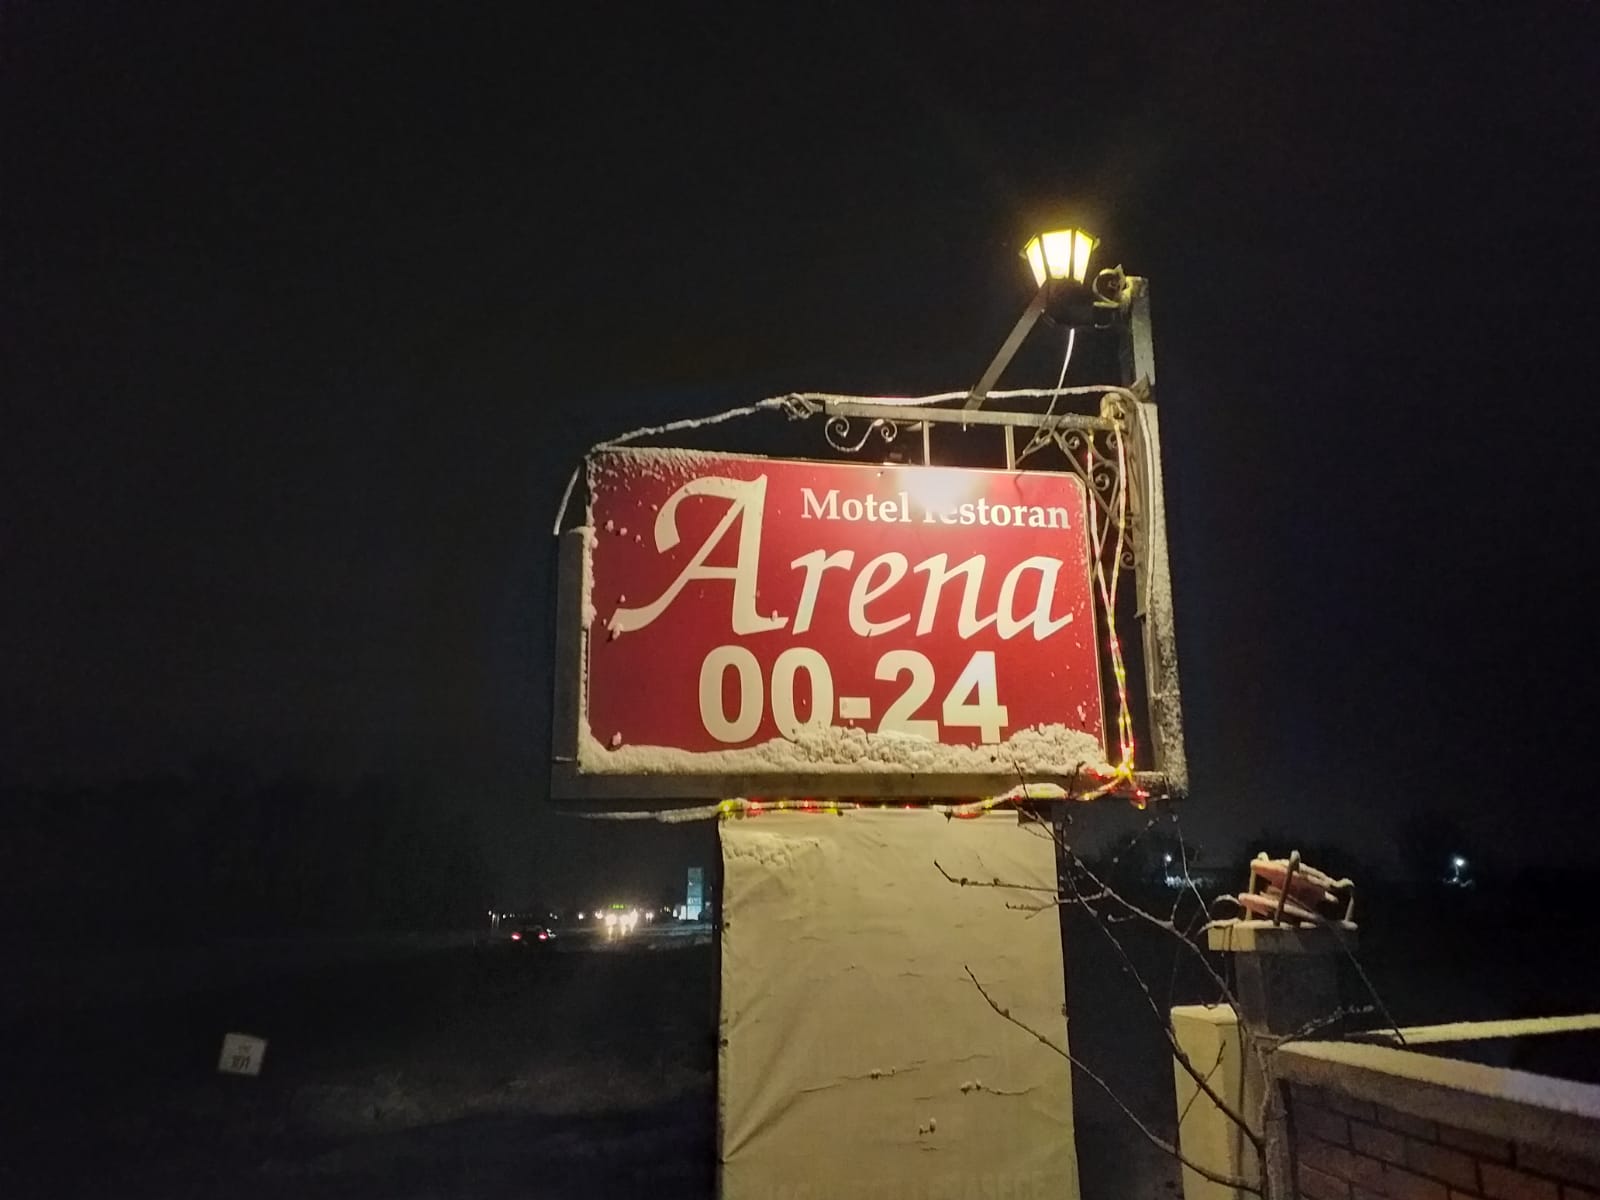 Motel restoran
Arena
00-24